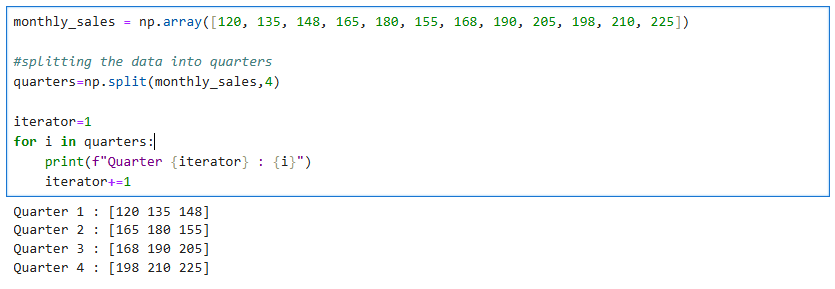 monthly_sales = np.array([120, 135, 148, 165, 180, 155, 168, 190, 205, 198, 210, 225])
#splitting the data into quarters
quarters=np.split(monthly_sales,4)
iterator=1
for i in quarters:
    print(f"Quarter {iterator} : {i}")
    iterator+=1
Quarter 1 : [120 135 148]
Quarter 2 : [165 180 155]
Quarter 3 : [168 190 205]
Quarter 4 : [198 210 225]